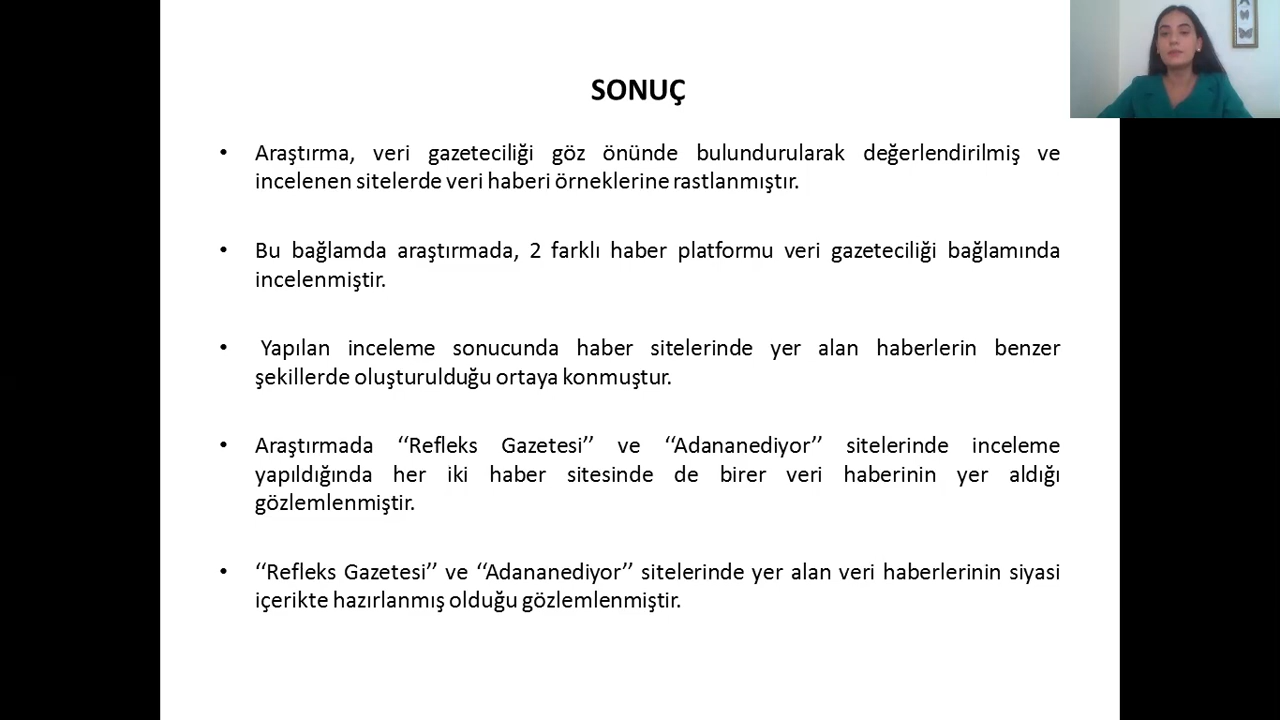 SONUÇ
• Araştırma, veri gazeteciliği göz önünde bulundurularak değerlendirilmiş ve
incelenen sitelerde veri haberi örneklerine rastlanmıştır.
• Bu bağlamda araştırmada, 2 farklı haber platformu veri gazeteciliği bağlamında
incelenmiştir.
• Yapılan inceleme sonucunda haber sitelerinde yer alan haberlerin benzer
şekillerde oluşturulduğu ortaya konmuştur.
• Araştırmada ‘‘Refleks Gazetesi’’ ve ‘‘Adananediyor’’ sitelerinde inceleme
yapıldığında her iki haber sitesinde de birer veri haberinin yer aldığı
gözlemlenmiştir.
• ‘‘Refleks Gazetesi’’ ve ‘‘Adananediyor’’ sitelerinde yer alan veri haberlerinin siyasi
içerikte hazırlanmış olduğu gözlemlenmiştir.